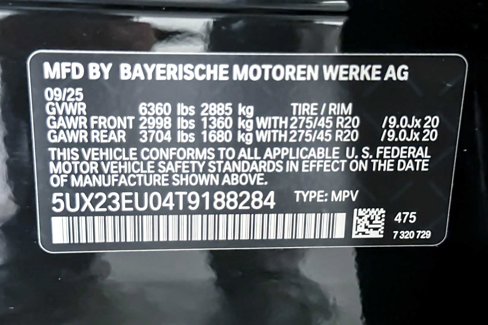 MFD BY BAYERISCHE MOTOREN WERKE AG
09/25
GVWR 6360 lbs 2885 kg TIRE / RIM
GAWR FRONT 2998 lbs 1360 kg WITH 275/45 R20 / 9.0Jx 20
GAWR REAR 3704 lbs 1680 kg WITH 275/45 R20 / 9.0Jx 20
THIS VEHICLE CONFORMS TO ALL APPLICABLE U. S. FEDERAL
MOTOR VEHICLE SAFETY STANDARDS IN EFFECT ON THE
DATE OF MANUFACTURE SHOWN ABOVE.
5UX23EU04T9188284 TYPE: MPV
475
7 320 729